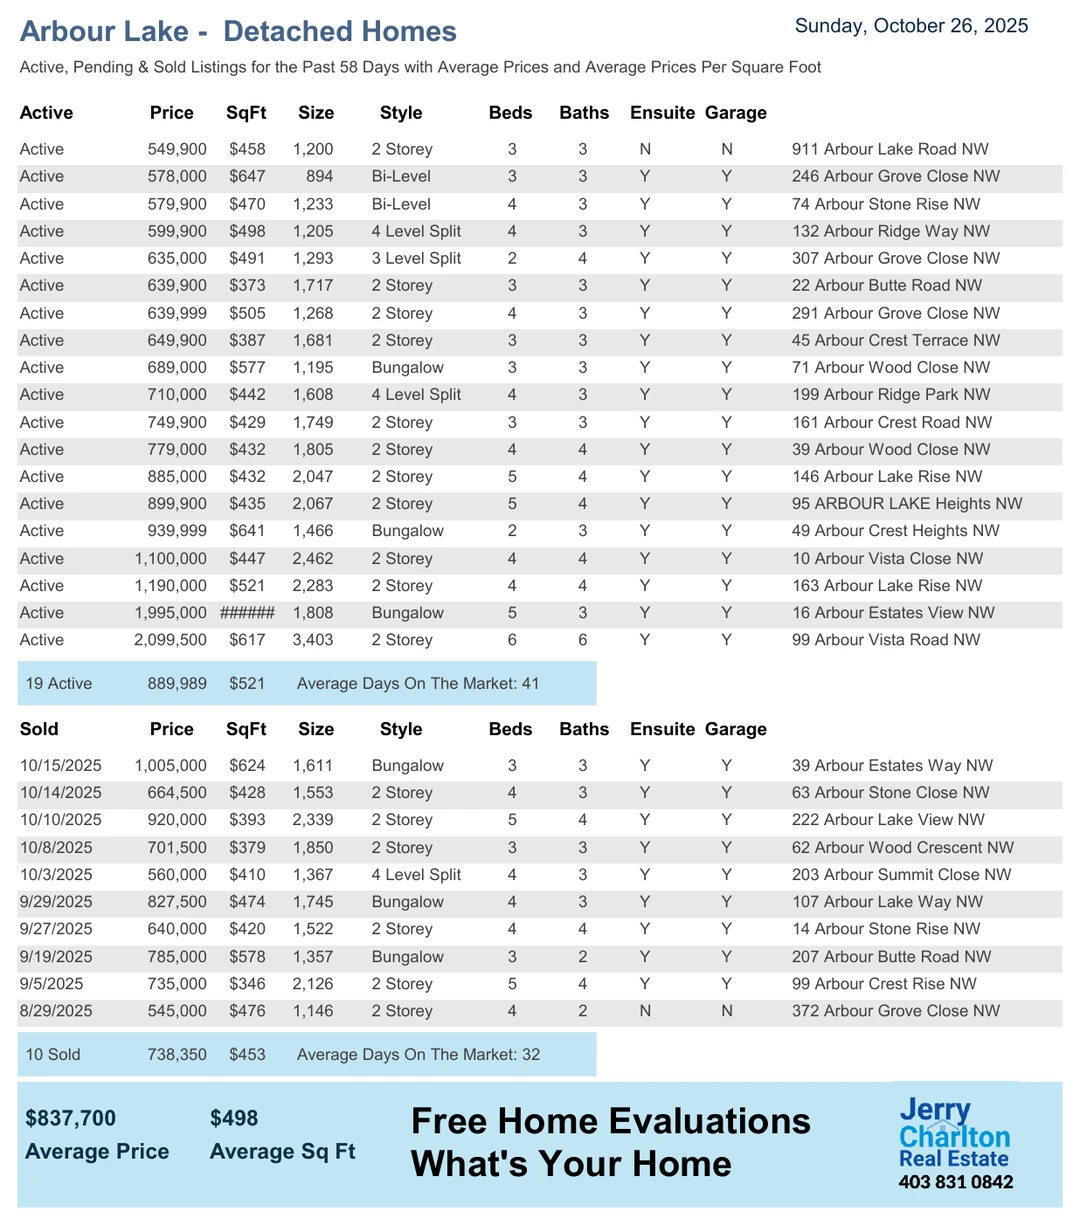 Arbour Lake - Detached Homes
Sunday, October 26, 2025
Active, Pending & Sold Listings for the Past 58 Days with Average Prices and Average Prices Per Square Foot
Active Price SqFt Size Style Beds Baths Ensuite Garage
Active 549,900 $458 1,200 2 Storey 3 3 N N 911 Arbour Lake Road NW
Active 578,000 $647 894 Bi-Level 3 3 Y Y 246 Arbour Grove Close NW
Active 579,900 $470 1,233 Bi-Level 4 3 Y Y 74 Arbour Stone Rise NW
Active 599,900 $498 1,205 4 Level Split 4 3 Y Y 132 Arbour Ridge Way NW
Active 635,000 $491 1,293 3 Level Split 2 4 Y Y 307 Arbour Grove Close NW
Active 639,900 $373 1,717 2 Storey 3 3 Y Y 22 Arbour Butte Road NW
Active 639,999 $505 1,268 2 Storey 4 3 Y Y 291 Arbour Grove Close NW
Active 649,900 $387 1,681 2 Storey 3 3 Y Y 45 Arbour Crest Terrace NW
Active 689,000 $577 1,195 Bungalow 3 3 Y Y 71 Arbour Wood Close NW
Active 710,000 $442 1,608 4 Level Split 4 3 Y Y 199 Arbour Ridge Park NW
Active 749,900 $429 1,749 2 Storey 3 3 Y Y 161 Arbour Crest Road NW
Active 779,000 $432 1,805 2 Storey 4 4 Y Y 39 Arbour Wood Close NW
Active 885,000 $432 2,047 2 Storey 5 4 Y Y 146 Arbour Lake Rise NW
Active 899,900 $435 2,067 2 Storey 5 4 Y Y 95 ARBOUR LAKE Heights NW
Active 939,999 $641 1,466 Bungalow 2 3 Y Y 49 Arbour Crest Heights NW
Active 1,100,000 $447 2,462 2 Storey 4 4 Y Y 10 Arbour Vista Close NW
Active 1,190,000 $521 2,283 2 Storey 4 4 Y Y 163 Arbour Lake Rise NW
Active 1,995,000 ###### 1,808 Bungalow 5 3 Y Y 16 Arbour Estates View NW
Active 2,099,500 $617 3,403 2 Storey 6 6 Y Y 99 Arbour Vista Road NW
19 Active 889,989 $521 Average Days On The Market: 41
Sold Price SqFt Size Style Beds Baths Ensuite Garage
10/15/2025 1,005,000 $624 1,611 Bungalow 3 3 Y Y 39 Arbour Estates Way NW
10/14/2025 664,500 $428 1,553 2 Storey 4 3 Y Y 63 Arbour Stone Close NW
10/10/2025 920,000 $393 2,339 2 Storey 5 4 Y Y 222 Arbour Lake View NW
10/8/2025 701,500 $379 1,850 2 Storey 3 3 Y Y 62 Arbour Wood Crescent NW
10/3/2025 560,000 $410 1,367 4 Level Split 4 3 Y Y 203 Arbour Summit Close NW
9/29/2025 827,500 $474 1,745 Bungalow 4 3 Y Y 107 Arbour Lake Way NW
9/27/2025 640,000 $420 1,522 2 Storey 4 4 Y Y 14 Arbour Stone Rise NW
9/19/2025 785,000 $578 1,357 Bungalow 3 2 Y Y 207 Arbour Butte Road NW
9/5/2025 735,000 $346 2,126 2 Storey 5 4 Y Y 99 Arbour Crest Rise NW
8/29/2025 545,000 $476 1,146 2 Storey 4 2 N N 372 Arbour Grove Close NW
10 Sold 738,350 $453 Average Days On The Market: 32
$837,700 $498
Average Price Average Sq Ft
Free Home Evaluations
What's Your Home
Jerry
Charlton
Real Estate
403 831 0842